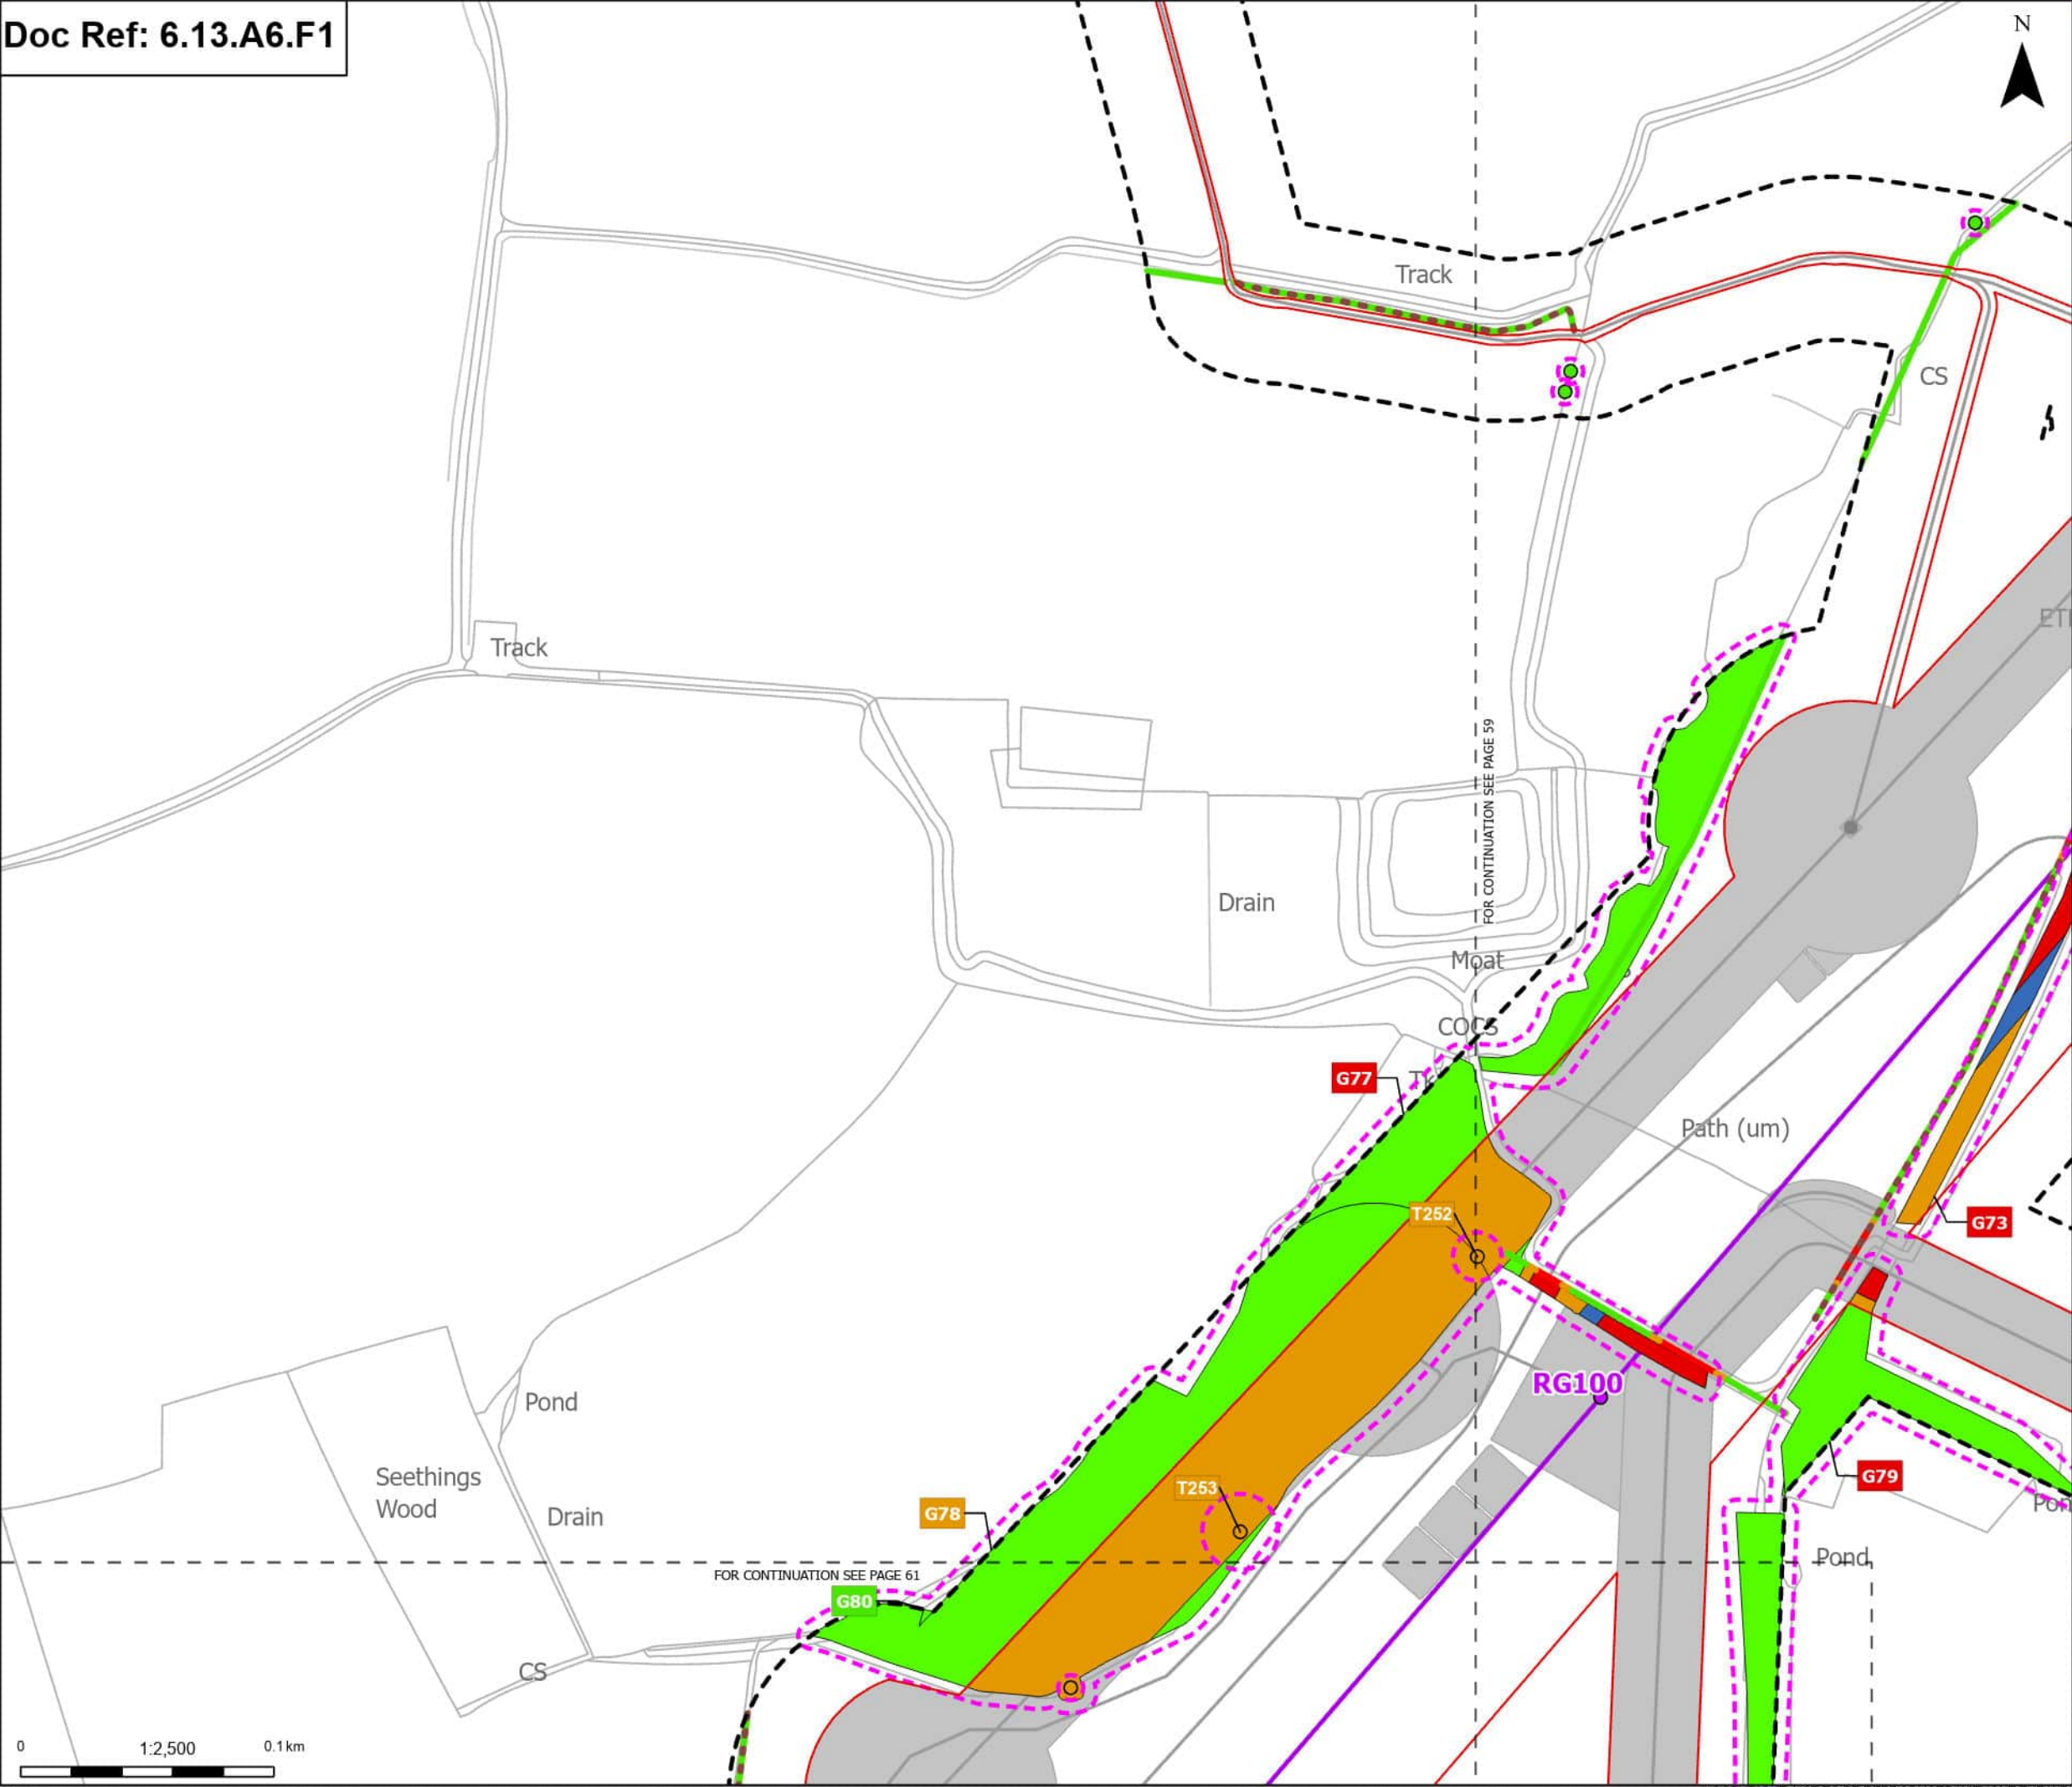 Doc Ref: 6.13.A6.F1
N
Track
CS
Track
FOR CONTINUATION SEE PAGE 59
Drain
Moat
COCS
G77
Path (um)
T252
G73
RG100
Pond
Seethings
Wood
T253
G79
G78
Drain
Pond
FOR CONTINUATION SEE PAGE 61
G80
CS
0
1:2,500
0.1 km